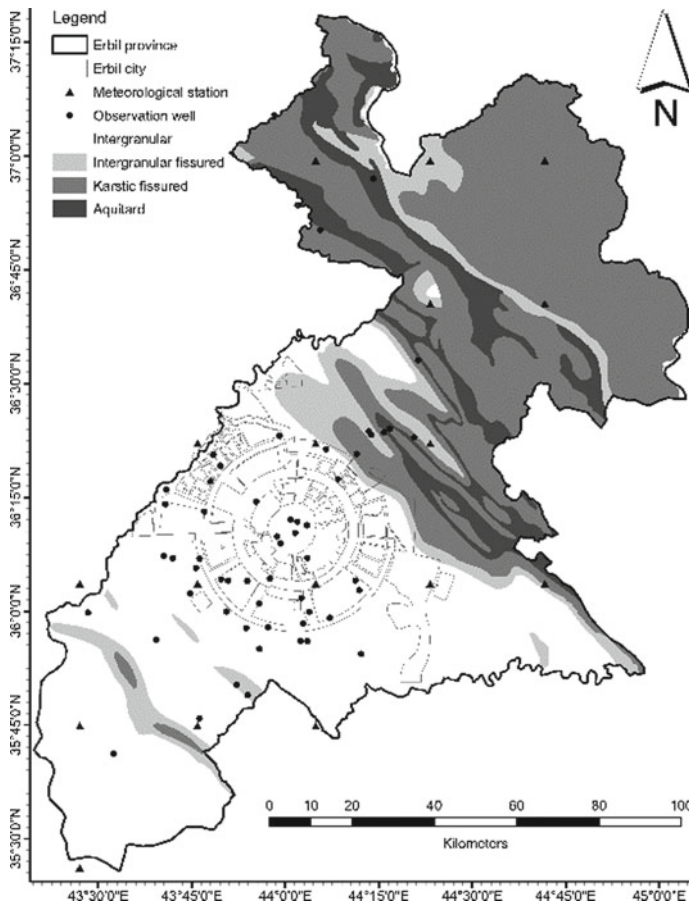 Legend
Erbil province
Erbil city
Meteorological station
Observation well
Intergranular
Intergranular fissured
Karstic fissured
Aquitard
N
37°15'0"N
37°0'0"N
36°45'0"N
36°30'0"N
36°15'0"N
36°0'0"N
35°45'0"N
35°30'0"N
0 10 20 40 60 80 100
Kilometers
43°30'0"E 43°45'0"E 44°0'0"E 44°15'0"E 44°30'0"E 44°45'0"E 45°0'0"E